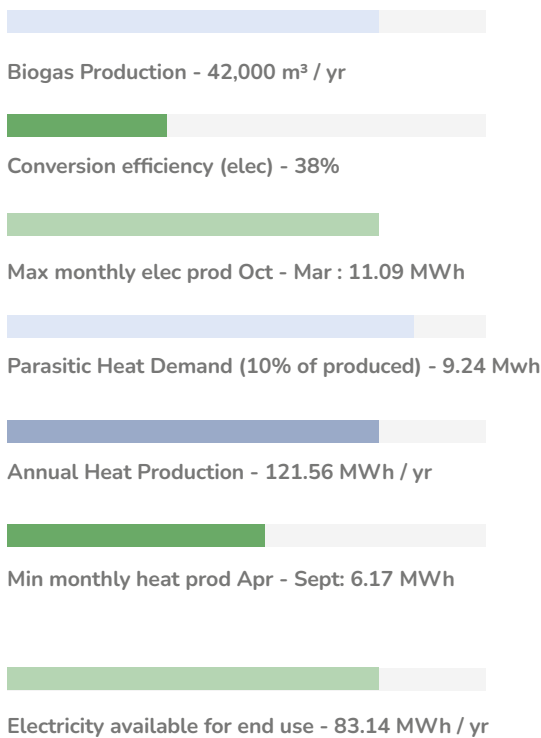 Biogas Production - 42,000 m³ / yr
Conversion efficiency (elec) - 38%
Max monthly elec prod Oct - Mar : 11.09 MWh
Parasitic Heat Demand (10% of produced) - 9.24 Mwh
Annual Heat Production - 121.56 MWh / yr
Min monthly heat prod Apr - Sept: 6.17 MWh
Electricity available for end use - 83.14 MWh / yr